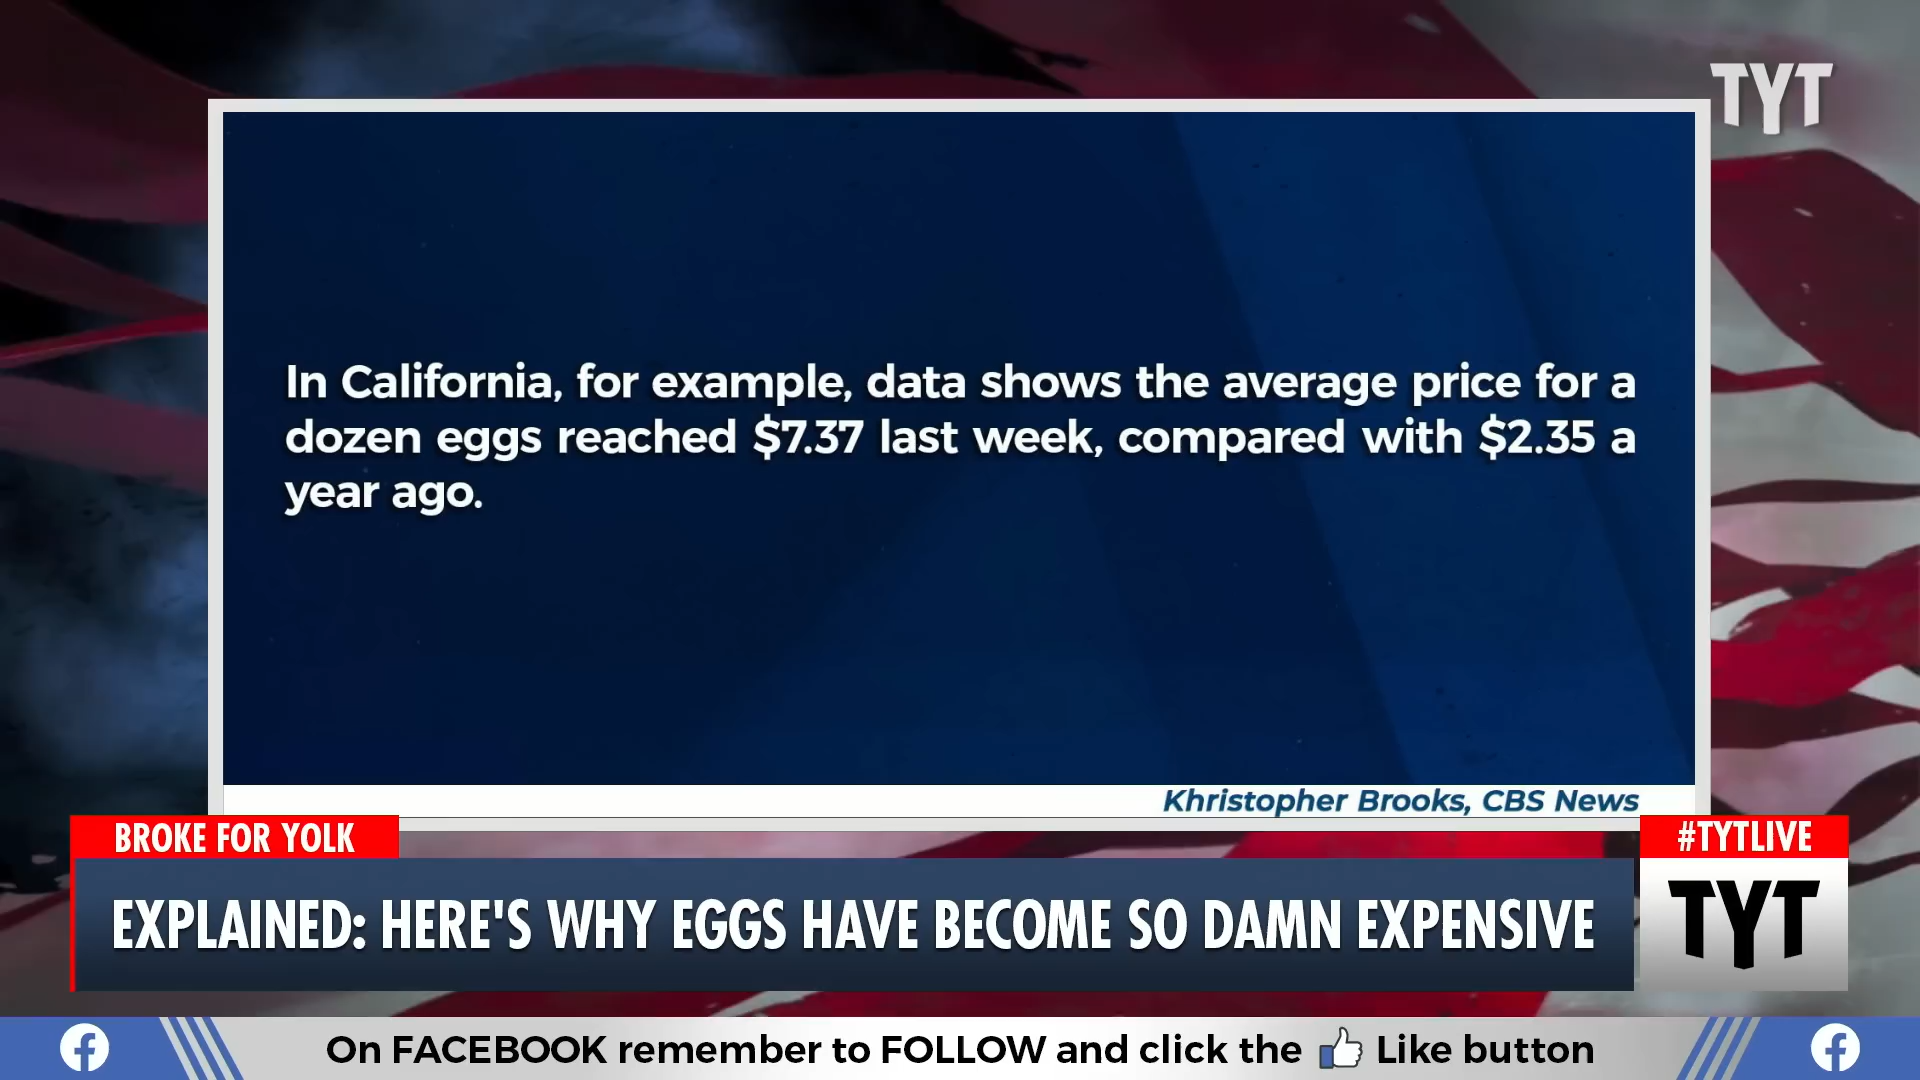 TYT
In California, for example, data shows the average price for a
dozen eggs reached $7.37 last week, compared with $2.35 a
year ago.
Khristopher Brooks, CBS News
BROKE FOR YOLK
#TYTLIVE
EXPLAINED: HERE'S WHY EGGS HAVE BECOME SO DAMN EXPENSIVE
TYT
On FACEBOOK remember to FOLLOW and click the Like button